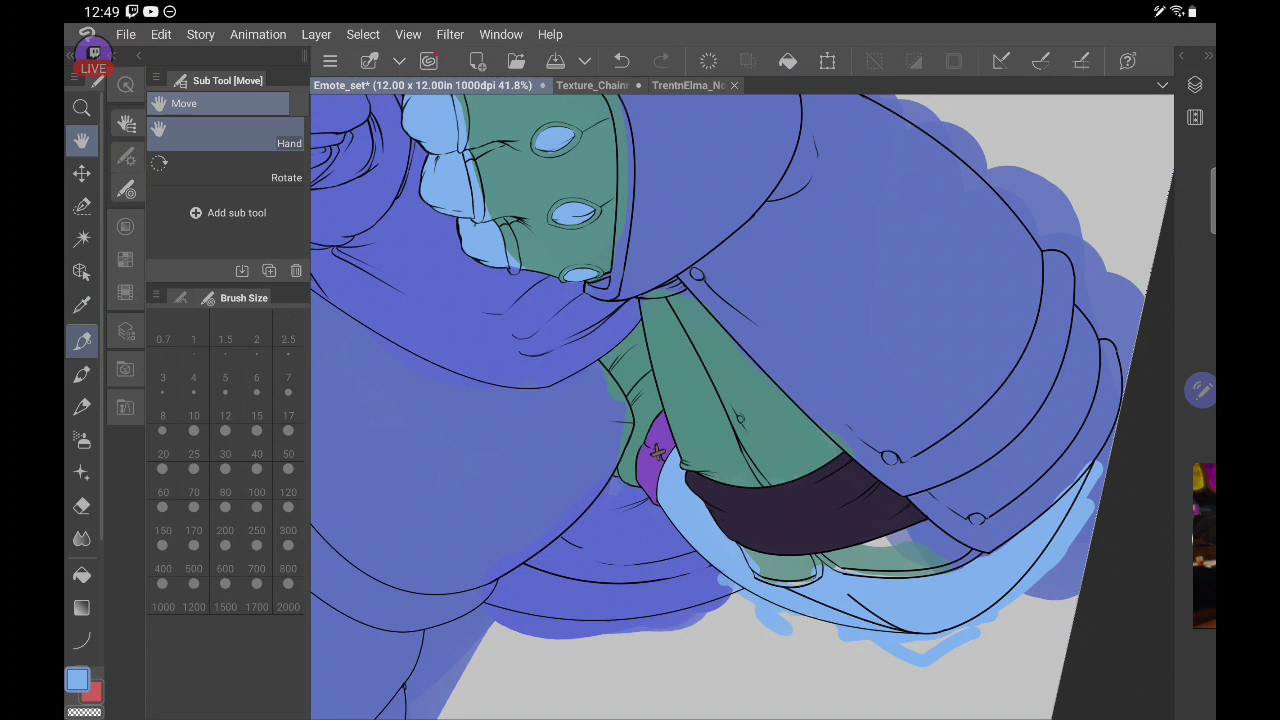 12:49
File Edit Story Animation Layer Select View Filter Window Help
LIVE
Sub Tool [Move]
Emote_set* (12.00 x 12.00in 1000dpi 41.8%) Texture_Chainr TrentnElma_No
Move
Hand
Rotate
Add sub tool
Brush Size
0.7 1 1.5 2 2.5
3 4 5 6 7
8 10 12 15 17
20 25 30 40 50
60 70 80 100 120
150 170 200 250 300
400 500 600 700 800
1000 1200 1500 1700 2000